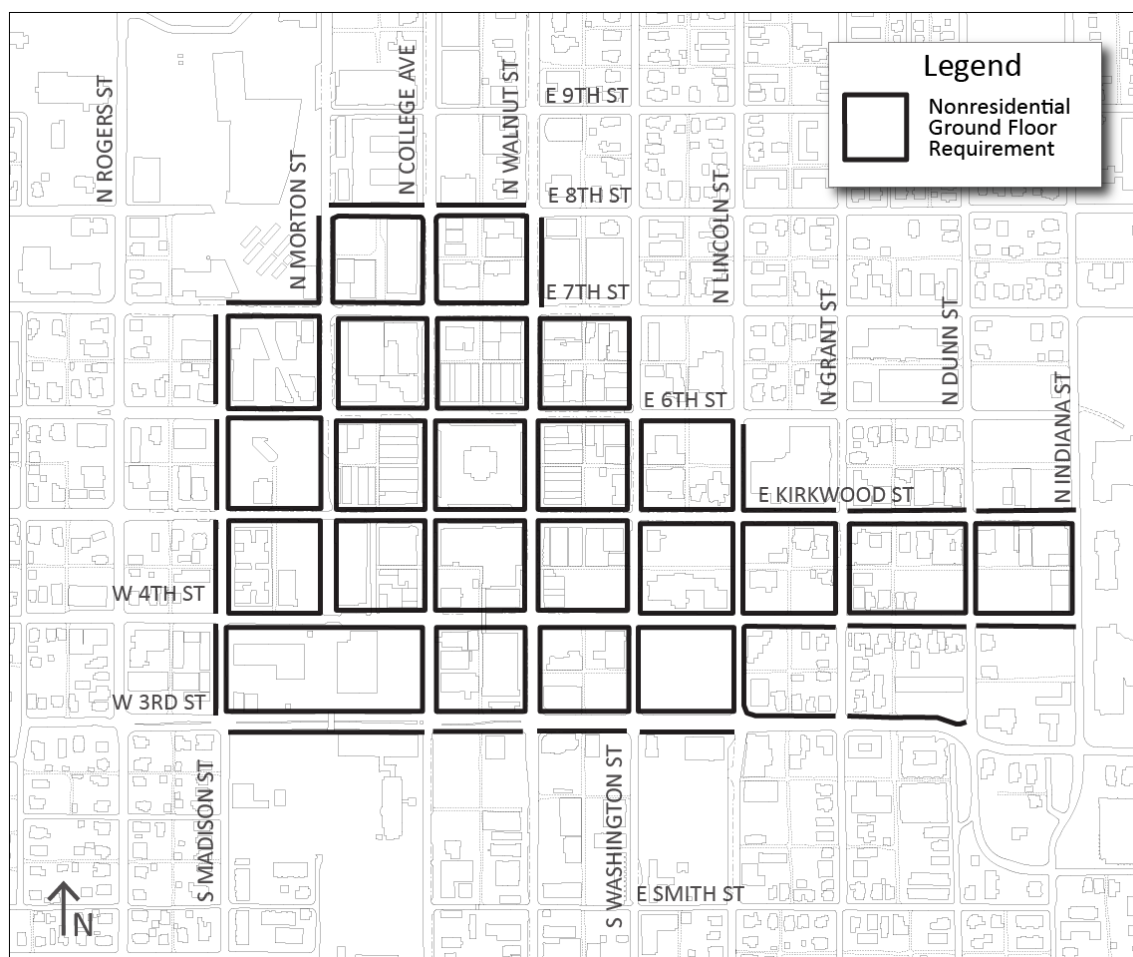 Legend
Nonresidential
Ground Floor
Requirement
N ROGERS ST
N MORTON ST
N COLLEGE AVE
N WALNUT ST
E 9TH ST
E 8TH ST
N LINCOLN ST
E 7TH ST
N GRANT ST
N DUNN ST
N INDIANA ST
E 6TH ST
E KIRKWOOD ST
W 4TH ST
W 3RD ST
S MADISON ST
S WASHINGTON ST
E SMITH ST
N